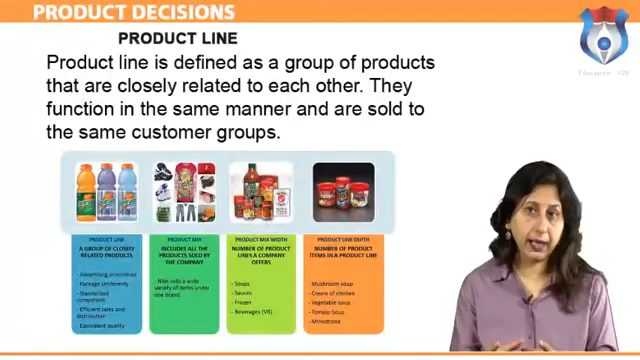 PRODUCT DECISIONS
PRODUCT LINE
Product line is defined as a group of products
that are closely related to each other. They
function in the same manner and are sold to
the same customer groups.
PRODUCT LINE
A GROUP OF CLOSELY
RELATED PRODUCTS
- Advertising economies
- Package Uniformity
- Standardized
component
- Efficient sales and
distribution
- Equivalent quality
PRODUCT MIX
INCLUDES ALL THE
PRODUCTS SOLD BY
THE COMPANY
- Nike sells a wide
variety of items under
one brand.
PRODUCT MIX WIDTH
NUMBER OF PRODUCT
LINES A COMPANY
OFFERS
- Soups
- Sauces
- Frozen
- Beverages (V8)
PRODUCT LINE DEPTH
NUMBER OF PRODUCT
ITEMS IN A PRODUCT LINE
- Mushroom soup
- Cream of chicken
- Vegetable soup
- Tomato Soup
- Minostrone